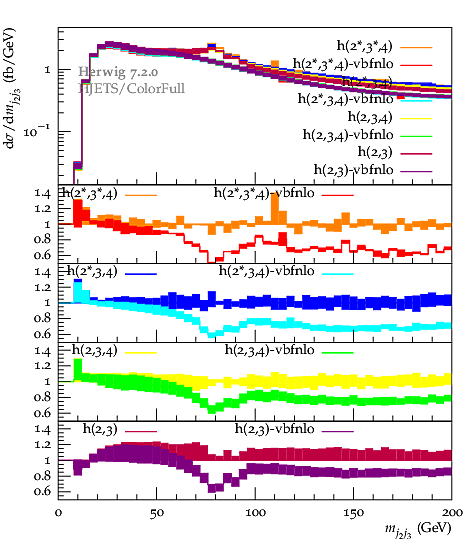 dσ/dm_{j2j3} (fb/GeV)
1
10^{-1}
Herwig 7.2.0
HJETS/ColorFull
h(2*,3*,4)
h(2*,3*,4)-vbfnlo
h(2*,3,4)-vbfnlo
h(2,3,4)
h(2,3,4)-vbfnlo
h(2,3)
h(2,3)-vbfnlo
h(2*,3*,4) h(2*,3*,4)-vbfnlo
1.4
1.2
1
0.8
0.6
h(2*,3,4) h(2*,3,4)-vbfnlo
1.4
1.2
1
0.8
0.6
h(2,3,4) h(2,3,4)-vbfnlo
1.4
1.2
1
0.8
0.6
h(2,3) h(2,3)-vbfnlo
1.4
1.2
1
0.8
0.6
0 50 100 150 200
m_{j2j3} (GeV)